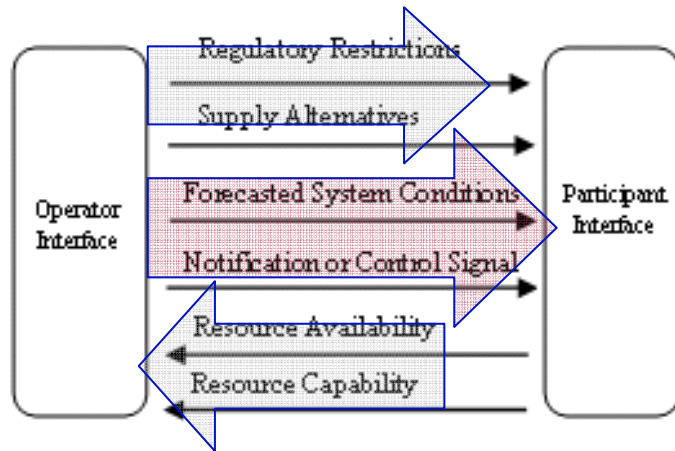 Regulatory Restrictions
Supply Alternatives
Forecasted System Conditions
Operator
Interface
Participant
Interface
Notification or Control Signal
Resource Availability
Resource Capability